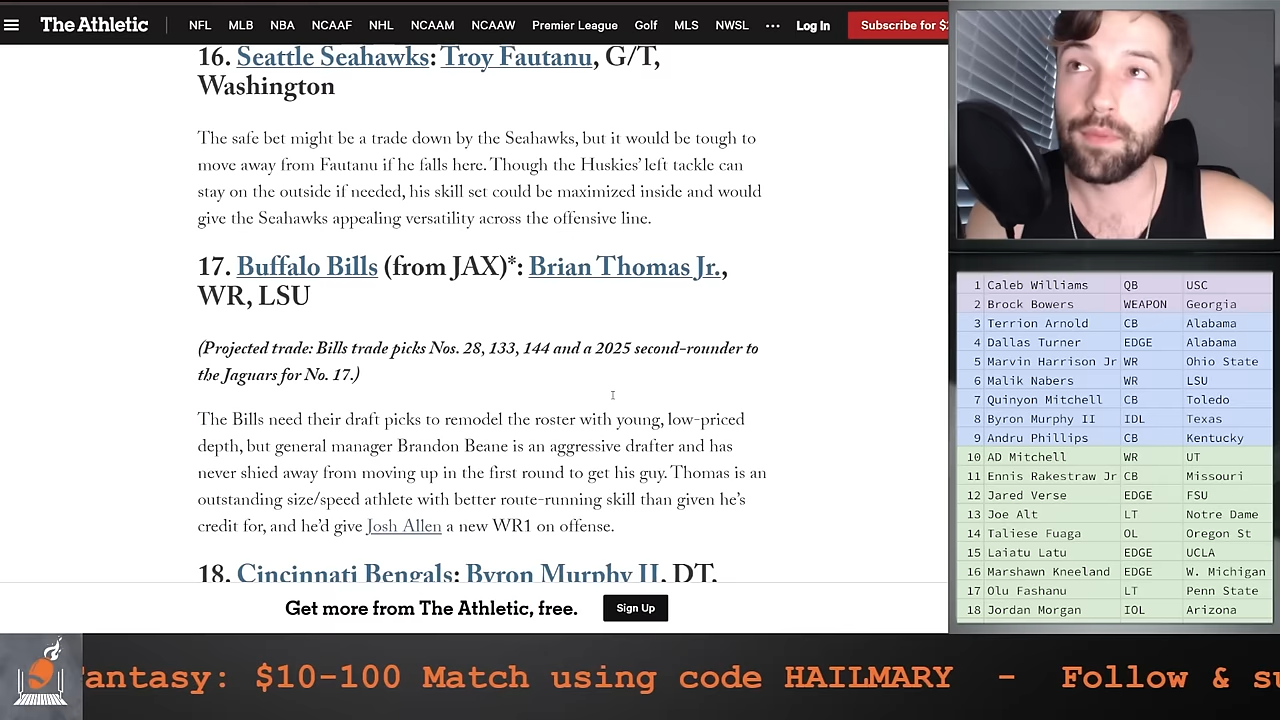 The Athletic NFL MLB NBA NCAAF NHL NCAAM NCAAW Premier League Golf MLS NWSL ••• Log In Subscribe for $2
16. Seattle Seahawks: Troy Fautanu, G/T,
Washington
The safe bet might be a trade down by the Seahawks, but it would be tough to
move away from Fautanu if he falls here. Though the Huskies’ left tackle can
stay on the outside if needed, his skill set could be maximized inside and would
give the Seahawks appealing versatility across the offensive line.
17. Buffalo Bills (from JAX)*: Brian Thomas Jr.,
WR, LSU
(Projected trade: Bills trade picks Nos. 28, 133, 144 and a 2025 second-rounder to
the Jaguars for No. 17.)
The Bills need their draft picks to remodel the roster with young, low-priced
depth, but general manager Brandon Beane is an aggressive drafter and has
never shied away from moving up in the first round to get his guy. Thomas is an
outstanding size/speed athlete with better route-running skill than given he’s
credit for, and he’d give Josh Allen a new WR1 on offense.
18. Cincinnati Bengals: Byron Murphy II, DT,
Get more from The Athletic, free. Sign Up
1 Caleb Williams QB USC
2 Brock Bowers WEAPON Georgia
3 Terrion Arnold CB Alabama
4 Dallas Turner EDGE Alabama
5 Marvin Harrison Jr WR Ohio State
6 Malik Nabers WR LSU
7 Quinyon Mitchell CB Toledo
8 Byron Murphy II IDL Texas
9 Andru Phillips CB Kentucky
10 AD Mitchell WR UT
11 Ennis Rakestraw Jr CB Missouri
12 Jared Verse EDGE FSU
13 Joe Alt LT Notre Dame
14 Taliese Fuaga OL Oregon St
15 Laiatu Latu EDGE UCLA
16 Marshawn Kneeland EDGE W. Michigan
17 Olu Fashanu LT Penn State
18 Jordan Morgan IOL Arizona
antasy: $10-100 Match using code HAILMARY - Follow & su